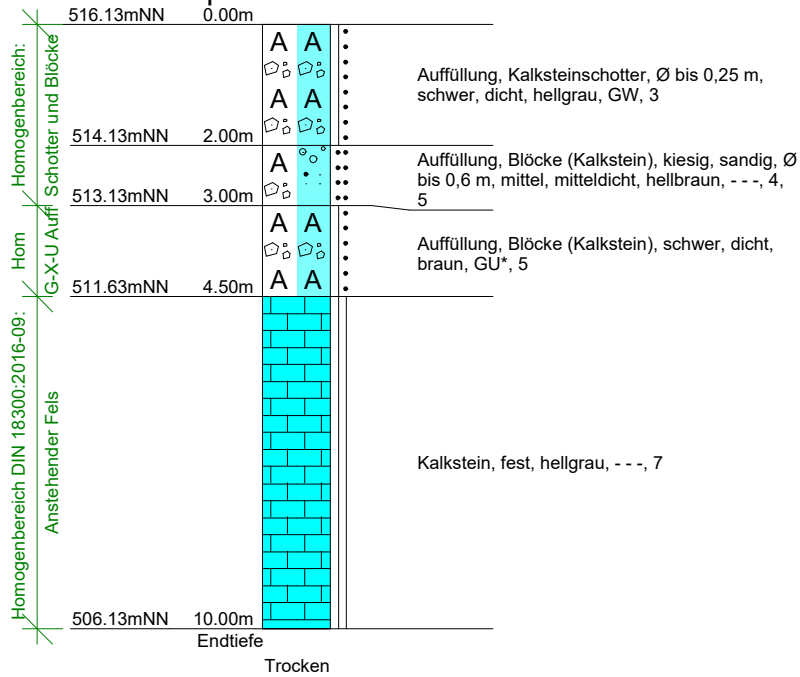 516.13mNN 0.00m
A A
Auffüllung, Kalksteinschotter, Ø bis 0,25 m,
schwer, dicht, hellgrau, GW, 3
A A
514.13mNN 2.00m
A
Auffüllung, Blöcke (Kalkstein), kiesig, sandig, Ø
bis 0,6 m, mittel, mitteldicht, hellbraun, - - -, 4,
5
513.13mNN 3.00m
A A
Auffüllung, Blöcke (Kalkstein), schwer, dicht,
braun, GU*, 5
A A
511.63mNN 4.50m
Kalkstein, fest, hellgrau, - - -, 7
506.13mNN 10.00m
Endtiefe
Trocken
Homogenbereich:
Schotter und Blöcke
Hom
G-X-U Auff
Homogenbereich DIN 18300:2016-09:
Anstehender Fels